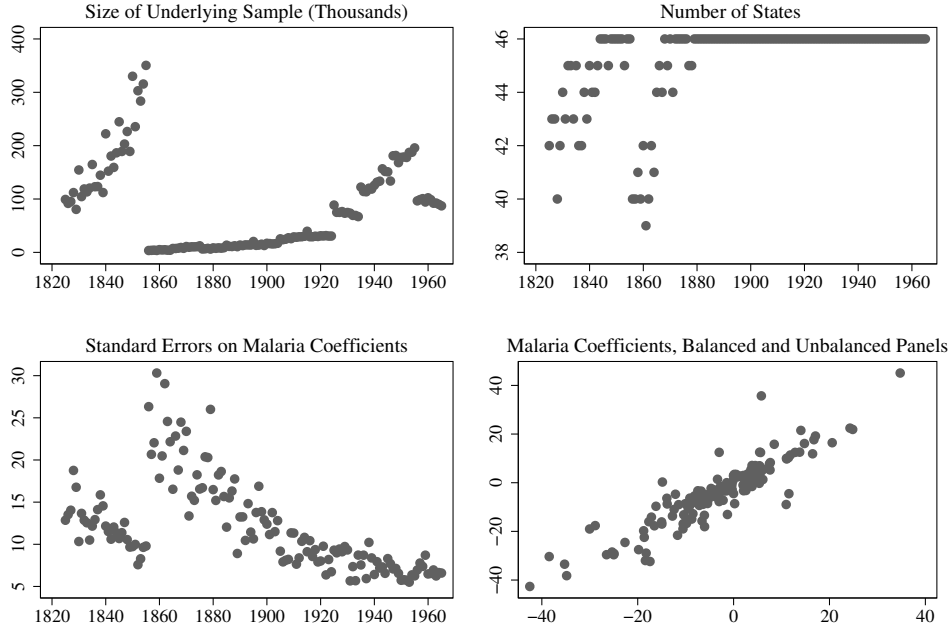 Size of Underlying Sample (Thousands)
400
300
200
100
0
1820 1840 1860 1880 1900 1920 1940 1960
Number of States
46
44
42
40
38
1820 1840 1860 1880 1900 1920 1940 1960
Standard Errors on Malaria Coefficients
30
25
20
15
10
5
1820 1840 1860 1880 1900 1920 1940 1960
Malaria Coefficients, Balanced and Unbalanced Panels
40
20
0
−20
−40
−40 −20 0 20 40